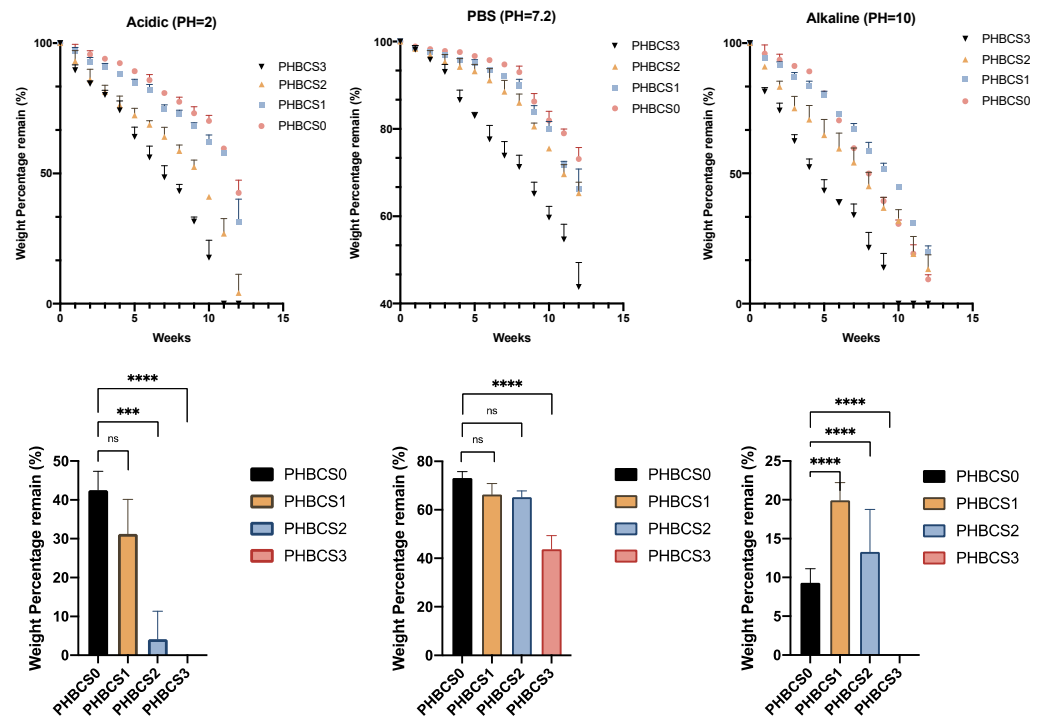 Acidic (PH=2)
Weight Percentage remain (%)
100
50
0
0
5
10
15
Weeks
PHBCS3
PHBCS2
PHBCS1
PHBCS0
PBS (PH=7.2)
Weight Percentage remain (%)
100
80
60
40
0
5
10
15
Weeks
PHBCS3
PHBCS2
PHBCS1
PHBCS0
Alkaline (PH=10)
Weight Percentage remain (%)
100
50
0
0
5
10
15
Weeks
PHBCS3
PHBCS2
PHBCS1
PHBCS0
****
***
ns
Weight Percentage remain (%)
50
40
30
20
10
0
PHBCS0
PHBCS1
PHBCS2
PHBCS3
PHBCS0
PHBCS1
PHBCS2
PHBCS3
****
ns
ns
Weight Percentage remain (%)
80
60
40
20
0
PHBCS0
PHBCS1
PHBCS2
PHBCS3
PHBCS0
PHBCS1
PHBCS2
PHBCS3
****
****
****
Weight Percentage remain (%)
25
20
15
10
5
0
PHBCS0
PHBCS1
PHBCS2
PHBCS3
PHBCS0
PHBCS1
PHBCS2
PHBCS3